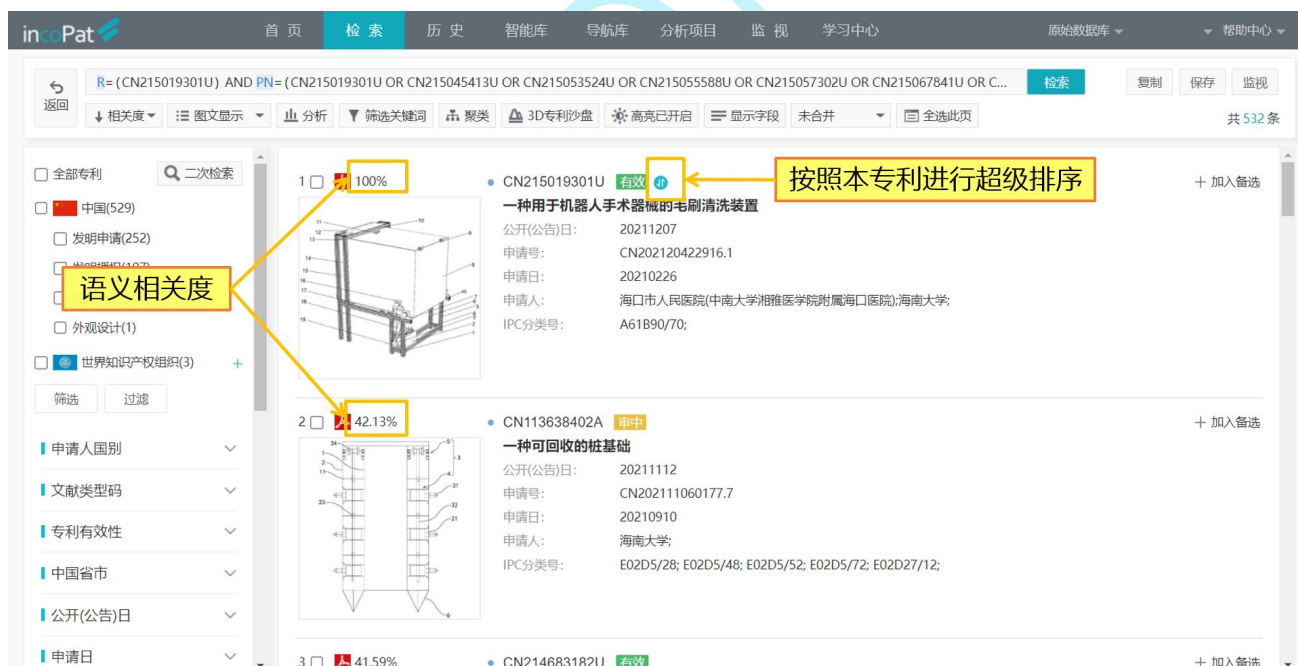 incoPat 首 页 检 索 历 史 智能库 导航库 分析项目 监 视 学习中心 原始数据库 帮助中心
返回 R=(CN215019301U) AND PN=(CN215019301U OR CN215045413U OR CN215053524U OR CN215055588U OR CN215057302U OR CN215067841U OR C... 检索 复制 保存 监视
相关度 图文显示 分析 筛选关键词 聚类 3D专利沙盘 高亮已开启 显示字段 未合并 全选此页 共 532 条
全部专利 二次检索
中国(529)
发明申请(252)
外观设计(1)
世界知识产权组织(3) +
筛选 过滤
申请人国别
文献类型码
专利有效性
中国省市
公开(公告)日
申请日
语义相关度
1 100% CN215019301U 有效 按照本专利进行超级排序 + 加入备选
一种用于机器人手术器械的毛刷清洗装置
公开(公告)日: 20211207
申请号: CN202120422916.1
申请日: 20210226
申请人: 海口市人民医院(中南大学湘雅医学院附属海口医院);海南大学;
IPC分类号: A61B90/70;
2 42.13% CN113638402A 审中 + 加入备选
一种可回收的桩基础
公开(公告)日: 20211112
申请号: CN202111060177.7
申请日: 20210910
申请人: 海南大学;
IPC分类号: E02D5/28; E02D5/48; E02D5/52; E02D5/72; E02D27/12;
3 41.59% CN214683182U 有效 + 加入备选